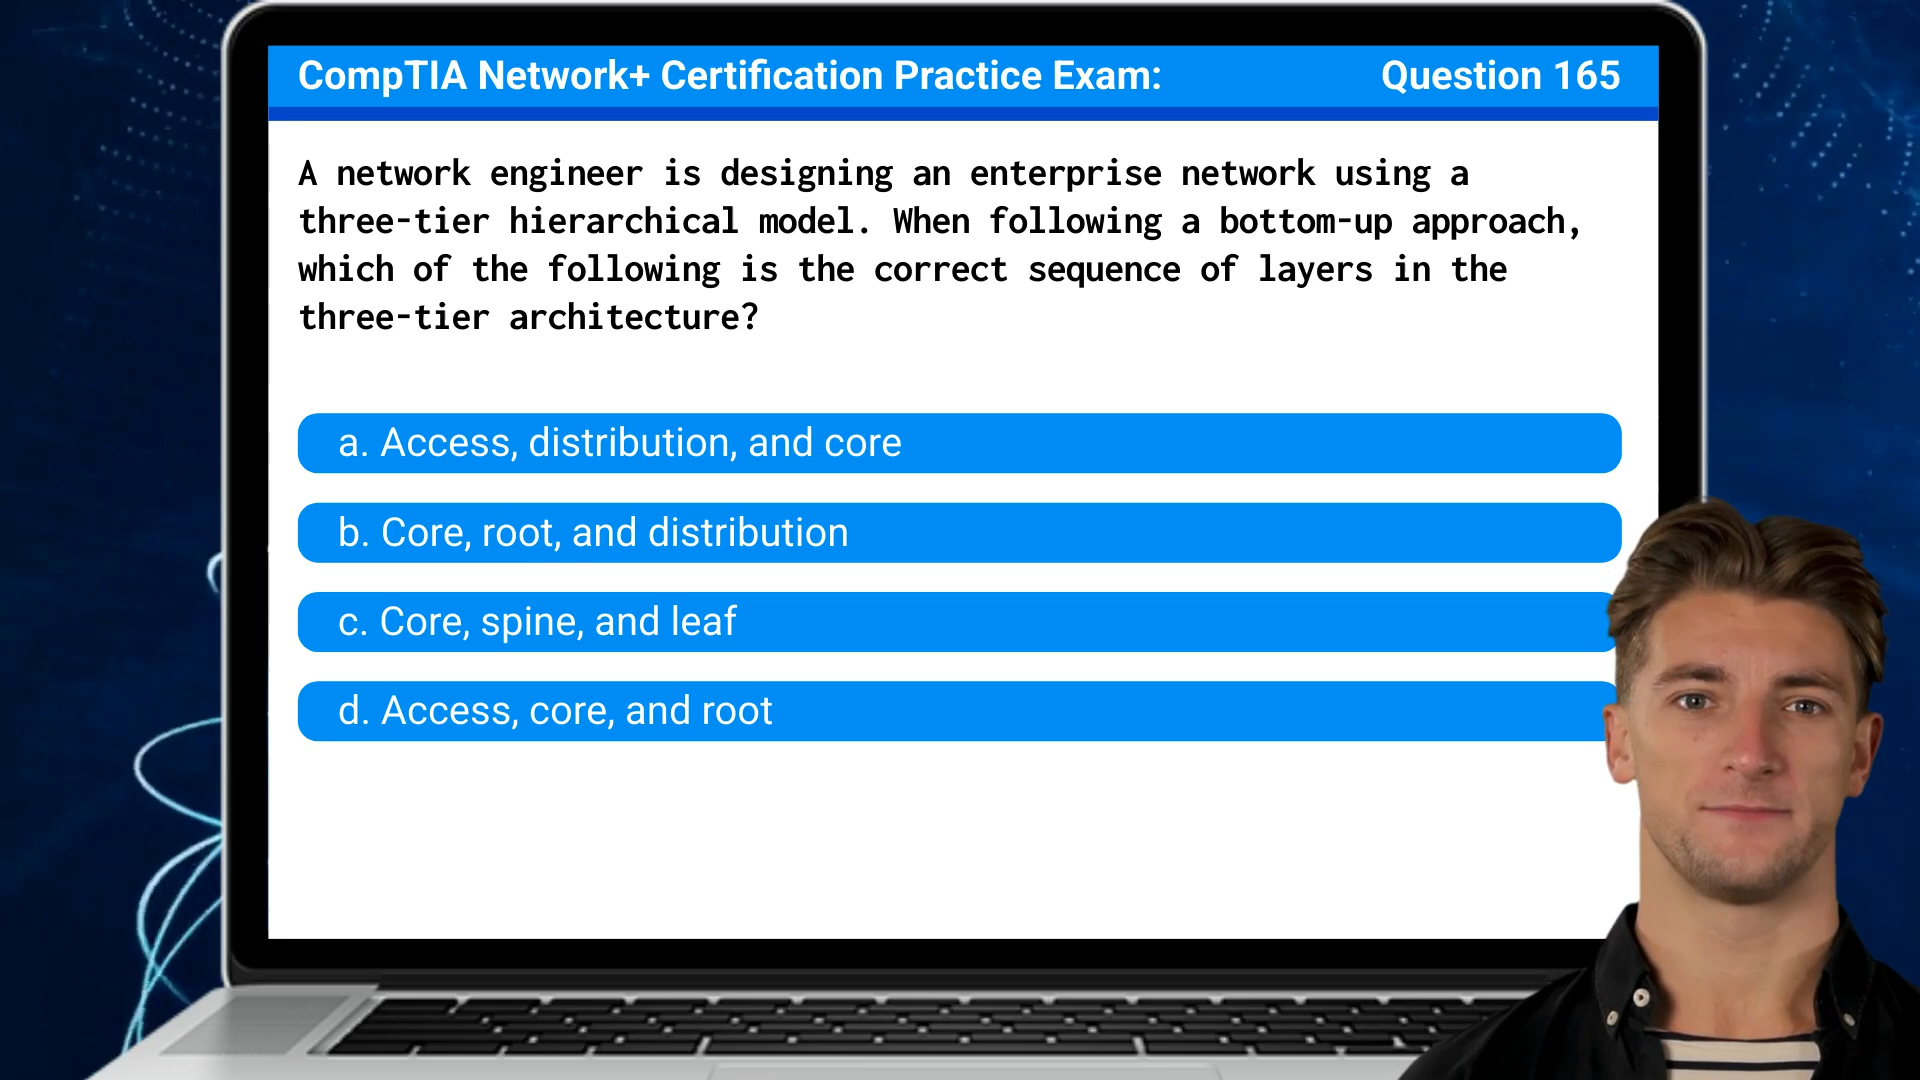 CompTIA Network+ Certification Practice Exam: Question 165
A network engineer is designing an enterprise network using a
three-tier hierarchical model. When following a bottom-up approach,
which of the following is the correct sequence of layers in the
three-tier architecture?
a. Access, distribution, and core
b. Core, root, and distribution
c. Core, spine, and leaf
d. Access, core, and root